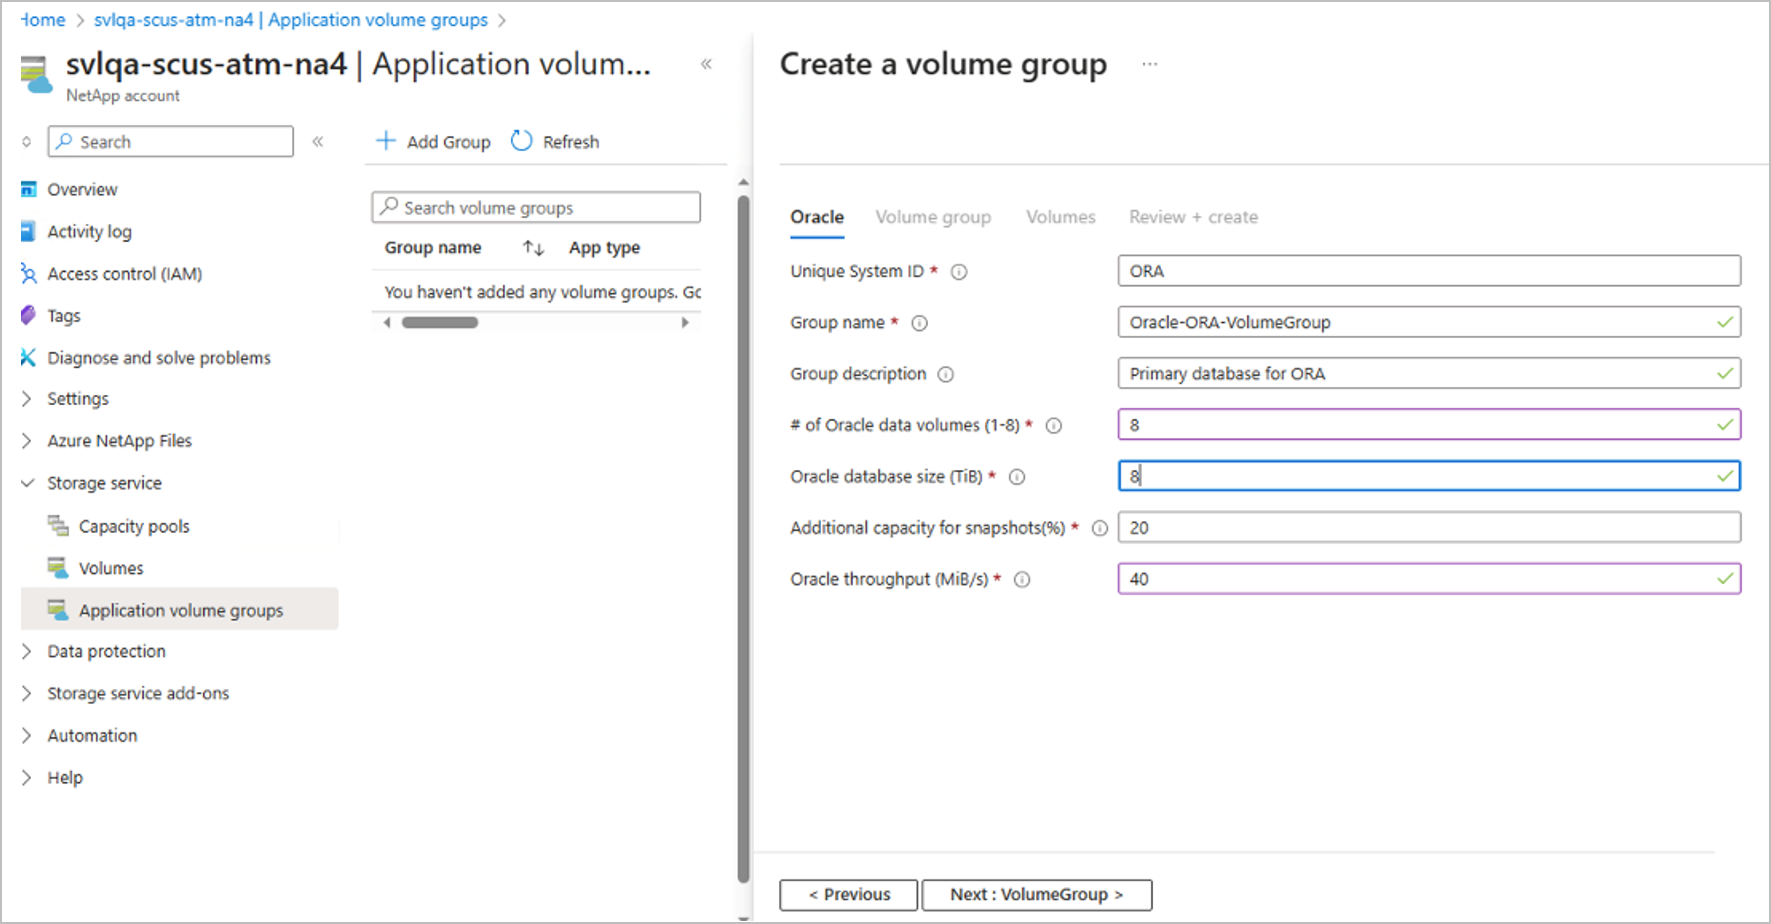 Home > svlqa-scus-atm-na4 | Application volume groups >
svlqa-scus-atm-na4 | Application volum...
NetApp account
Search
Overview
Activity log
Access control (IAM)
Tags
Diagnose and solve problems
Settings
Azure NetApp Files
Storage service
Capacity pools
Volumes
Application volume groups
Data protection
Storage service add-ons
Automation
Help
Add Group Refresh
Search volume groups
Group name App type
You haven't added any volume groups. Gc
Create a volume group ...
Oracle Volume group Volumes Review + create
Unique System ID * ORA
Group name * Oracle-ORA-VolumeGroup
Group description Primary database for ORA
# of Oracle data volumes (1-8) * 8
Oracle database size (TiB) * 8
Additional capacity for snapshots(%) * 20
Oracle throughput (MiB/s) * 40
< Previous Next : VolumeGroup >